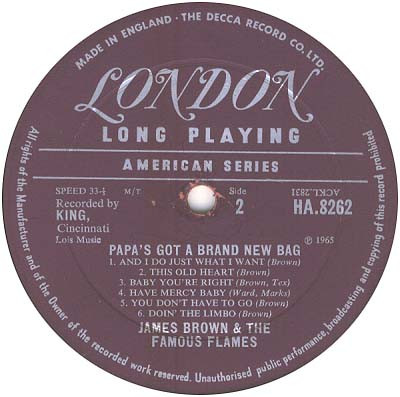 MADE IN ENGLAND · THE DECCA RECORD CO. LTD.
LONDON
LONG PLAYING
AMERICAN SERIES
SPEED 33-⅓ M/T
Recorded by
KING,
Cincinnati
Lois Music
Side
2
ACKL.2831
HA.8262
℗ 1965
PAPA'S GOT A BRAND NEW BAG
1. AND I DO JUST WHAT I WANT (Brown)
2. THIS OLD HEART (Brown)
3. BABY YOU'RE RIGHT (Brown, Tex)
4. HAVE MERCY BABY (Ward, Marks)
5. YOU DON'T HAVE TO GO (Brown)
6. DOIN' THE LIMBO (Brown)
JAMES BROWN & THE
FAMOUS FLAMES
All rights of the Manufacturer and of the Owner of the recorded work reserved. Unauthorised public performance, broadcasting and copying of this record prohibited